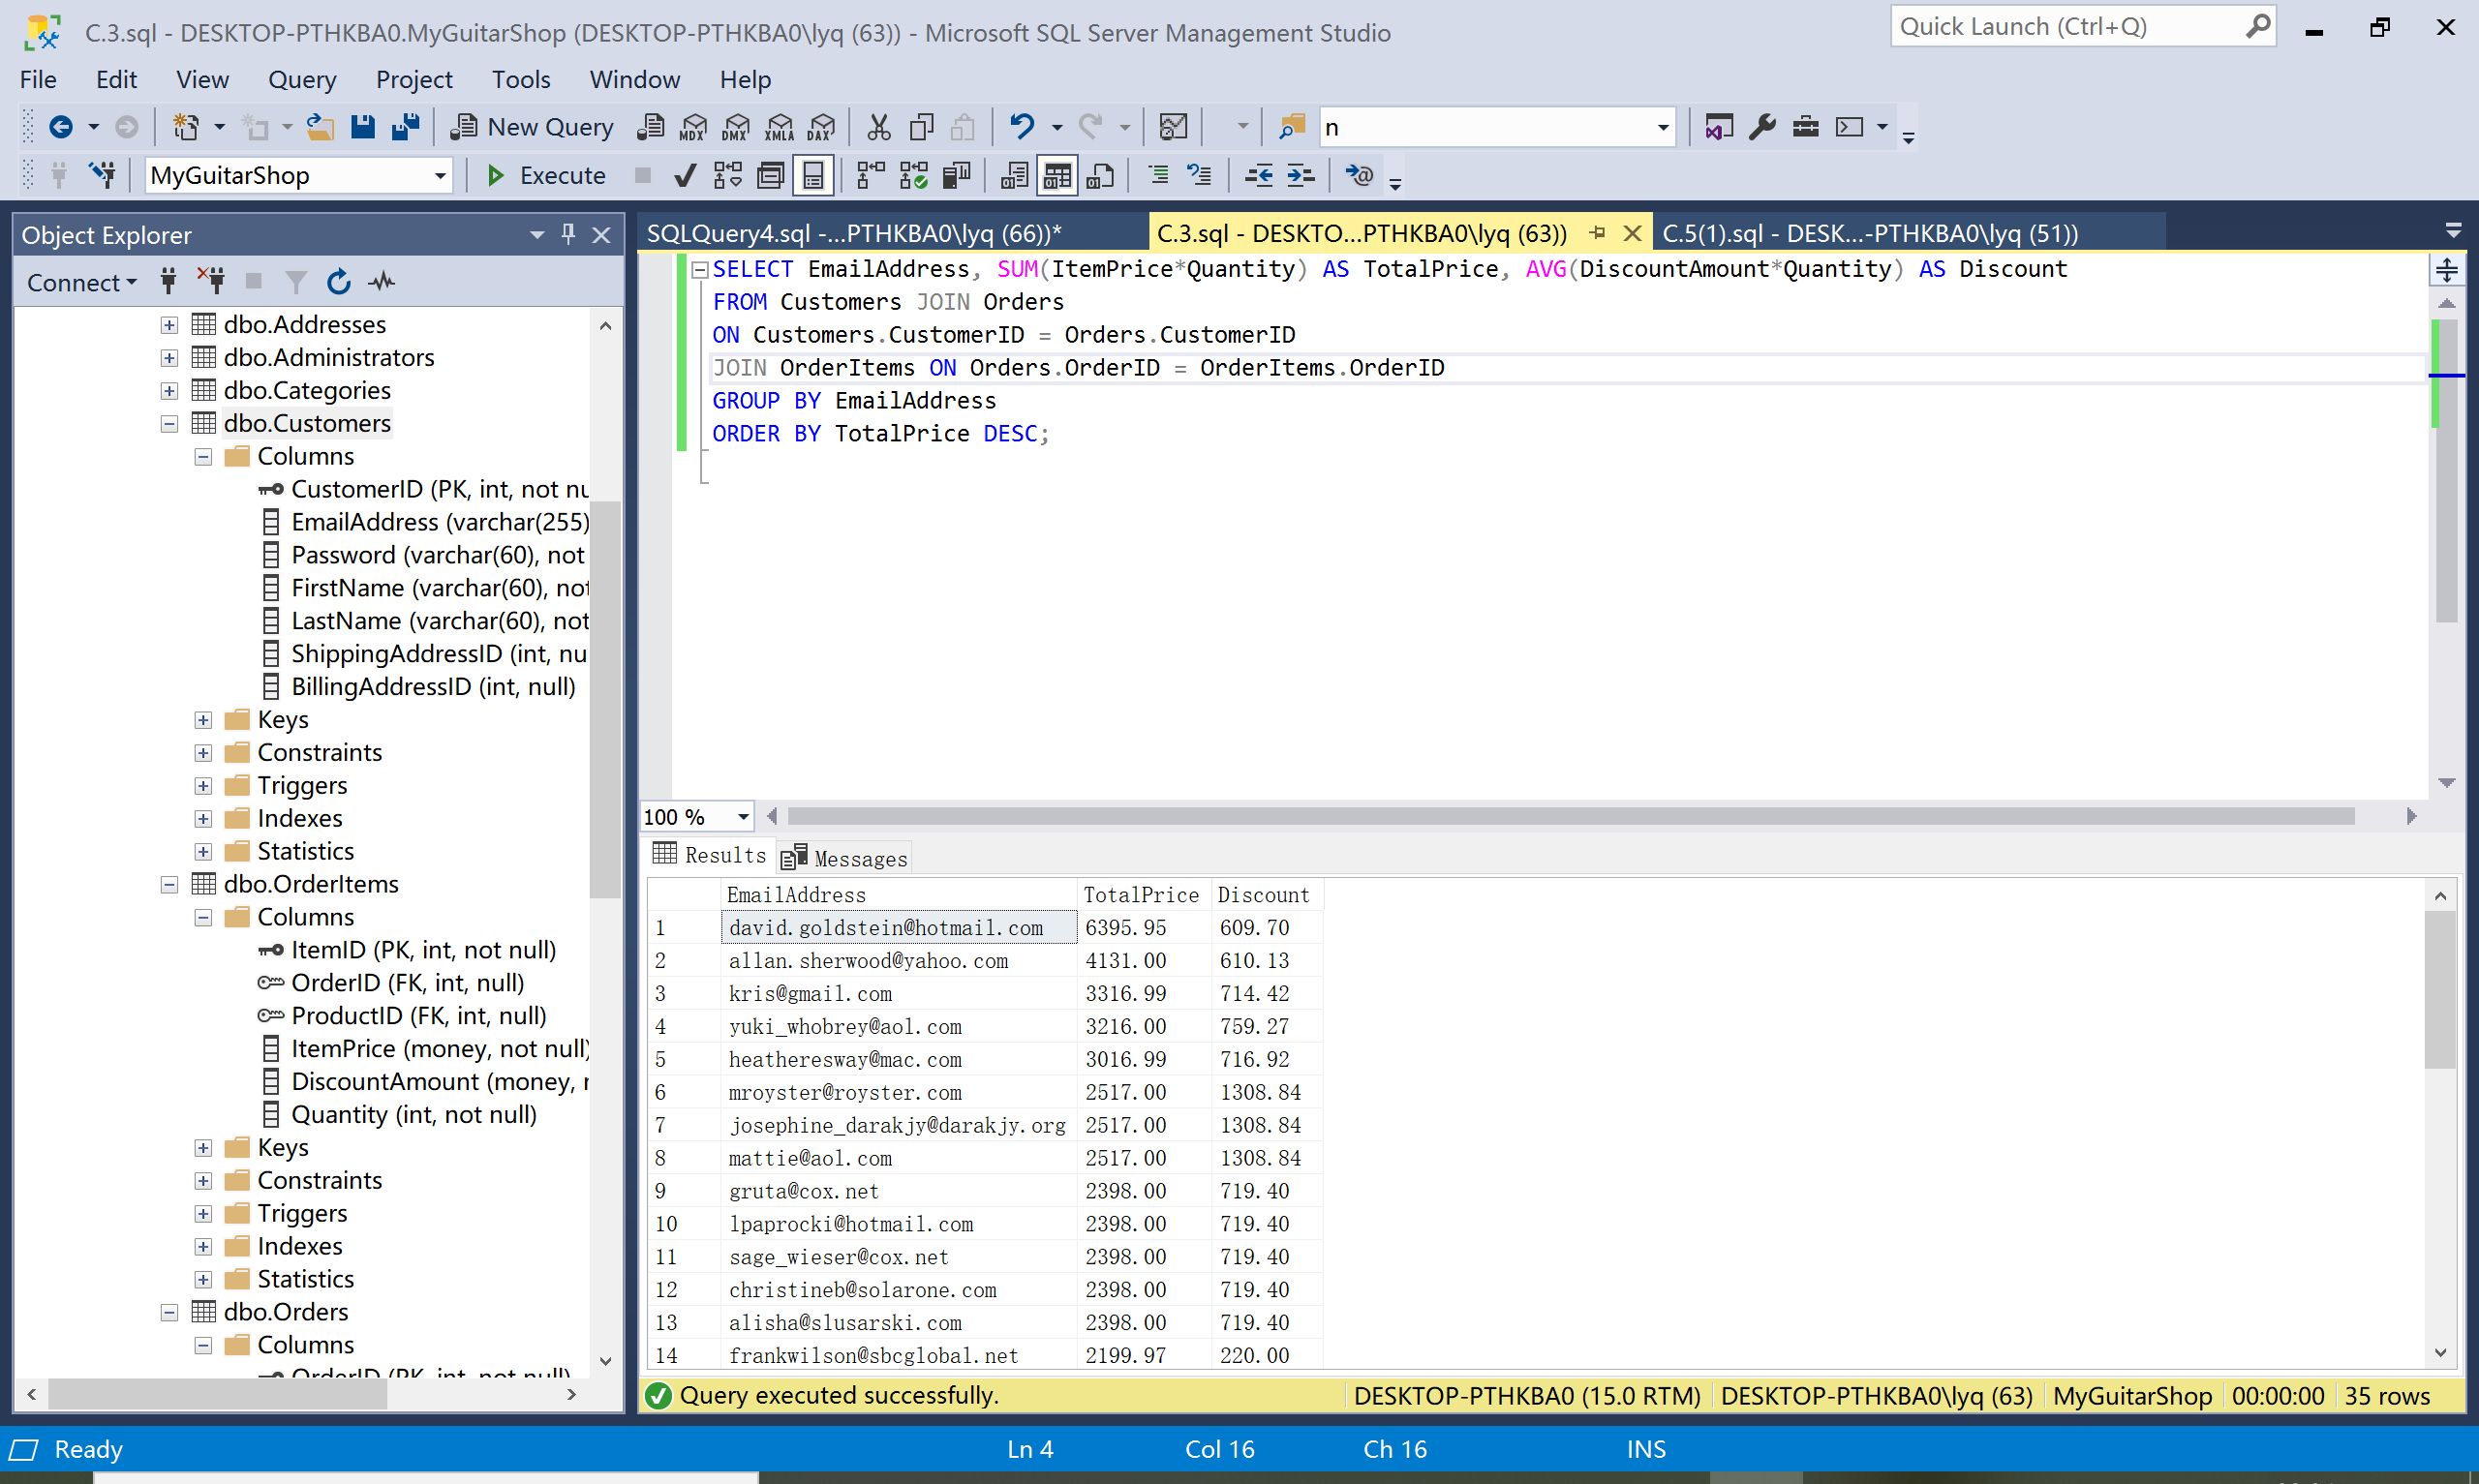 C.3.sql - DESKTOP-PTHKBA0.MyGuitarShop (DESKTOP-PTHKBA0\lyq (63)) - Microsoft SQL Server Management Studio
Quick Launch (Ctrl+Q)
File Edit View Query Project Tools Window Help
New Query MDX DMX XMLA DAX n
MyGuitarShop Execute
Object Explorer
Connect
dbo.Addresses
dbo.Administrators
dbo.Categories
dbo.Customers
Columns
CustomerID (PK, int, not nu
EmailAddress (varchar(255)
Password (varchar(60), not
FirstName (varchar(60), not
LastName (varchar(60), not
ShippingAddressID (int, nu
BillingAddressID (int, null)
Keys
Constraints
Triggers
Indexes
Statistics
dbo.OrderItems
Columns
ItemID (PK, int, not null)
OrderID (FK, int, null)
ProductID (FK, int, null)
ItemPrice (money, not null)
DiscountAmount (money, r
Quantity (int, not null)
Keys
Constraints
Triggers
Indexes
Statistics
dbo.Orders
Columns
OrderID (PK, int, not null)
SQLQuery4.sql -...PTHKBA0\lyq (66))* C.3.sql - DESKTO...PTHKBA0\lyq (63)) C.5(1).sql - DESK...-PTHKBA0\lyq (51))
SELECT EmailAddress, SUM(ItemPrice*Quantity) AS TotalPrice, AVG(DiscountAmount*Quantity) AS Discount
FROM Customers JOIN Orders
ON Customers.CustomerID = Orders.CustomerID
JOIN OrderItems ON Orders.OrderID = OrderItems.OrderID
GROUP BY EmailAddress
ORDER BY TotalPrice DESC;
100 %
Results Messages
EmailAddress TotalPrice Discount
1 david.goldstein@hotmail.com 6395.95 609.70
2 allan.sherwood@yahoo.com 4131.00 610.13
3 kris@gmail.com 3316.99 714.42
4 yuki_whobrey@aol.com 3216.00 759.27
5 heatheresway@mac.com 3016.99 716.92
6 mroyster@royster.com 2517.00 1308.84
7 josephine_darakjy@darakjy.org 2517.00 1308.84
8 mattie@aol.com 2517.00 1308.84
9 gruta@cox.net 2398.00 719.40
10 lpaprocki@hotmail.com 2398.00 719.40
11 sage_wieser@cox.net 2398.00 719.40
12 christineb@solarone.com 2398.00 719.40
13 alisha@slusarski.com 2398.00 719.40
14 frankwilson@sbcglobal.net 2199.97 220.00
Query executed successfully. DESKTOP-PTHKBA0 (15.0 RTM) DESKTOP-PTHKBA0\lyq (63) MyGuitarShop 00:00:00 35 rows
Ready Ln 4 Col 16 Ch 16 INS